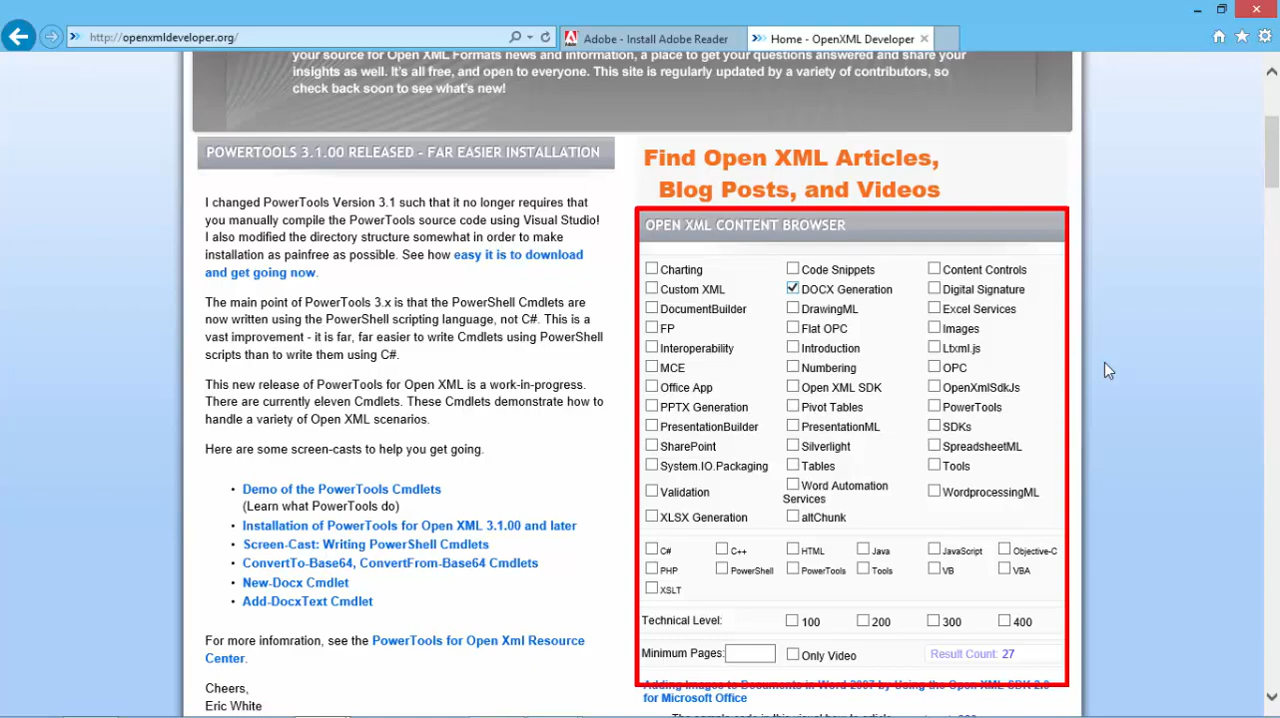 http://openxmldeveloper.org/
Adobe - Install Adobe Reader
Home - OpenXML Developer
your source for Open XML Formats news and information, a place to get your questions answered and share your
insights as well. It's all free, and open to everyone. This site is regularly updated by a variety of contributors, so
check back soon to see what's new!
POWERTOOLS 3.1.00 RELEASED - FAR EASIER INSTALLATION
I changed PowerTools Version 3.1 such that it no longer requires that
you manually compile the PowerTools source code using Visual Studio!
I also modified the directory structure somewhat in order to make
installation as painfree as possible. See how easy it is to download
and get going now.
The main point of PowerTools 3.x is that the PowerShell Cmdlets are
now written using the PowerShell scripting language, not C#. This is a
vast improvement - it is far, far easier to write Cmdlets using PowerShell
scripts than to write them using C#.
This new release of PowerTools for Open XML is a work-in-progress.
There are currently eleven Cmdlets. These Cmdlets demonstrate how to
handle a variety of Open XML scenarios.
Here are some screen-casts to help you get going.
• Demo of the PowerTools Cmdlets
(Learn what PowerTools do)
• Installation of PowerTools for Open XML 3.1.00 and later
• Screen-Cast: Writing PowerShell Cmdlets
• ConvertTo-Base64, ConvertFrom-Base64 Cmdlets
• New-Docx Cmdlet
• Add-DocxText Cmdlet
For more infomration, see the PowerTools for Open Xml Resource
Center.
Cheers,
Eric White
Find Open XML Articles,
Blog Posts, and Videos
OPEN XML CONTENT BROWSER
Charting Code Snippets Content Controls
Custom XML DOCX Generation Digital Signature
DocumentBuilder DrawingML Excel Services
FP Flat OPC Images
Interoperability Introduction Ltxml.js
MCE Numbering OPC
Office App Open XML SDK OpenXmlSdkJs
PPTX Generation Pivot Tables PowerTools
PresentationBuilder PresentationML SDKs
SharePoint Silverlight SpreadsheetML
System.IO.Packaging Tables Tools
Validation Word Automation Services WordprocessingML
XLSX Generation altChunk
C# C++ HTML Java JavaScript Objective-C
PHP PowerShell PowerTools Tools VB VBA
XSLT
Technical Level: 100 200 300 400
Minimum Pages: Only Video Result Count: 27
Adding Images to Documents in Word 2007 by Using the Open XML SDK 2.0
for Microsoft Office